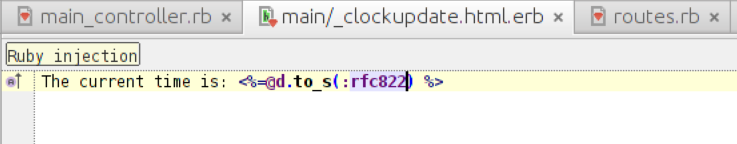 main_controller.rb × main/_clockupdate.html.erb × routes.rb ×
Ruby injection
The current time is: <%=@d.to_s(:rfc822) %>